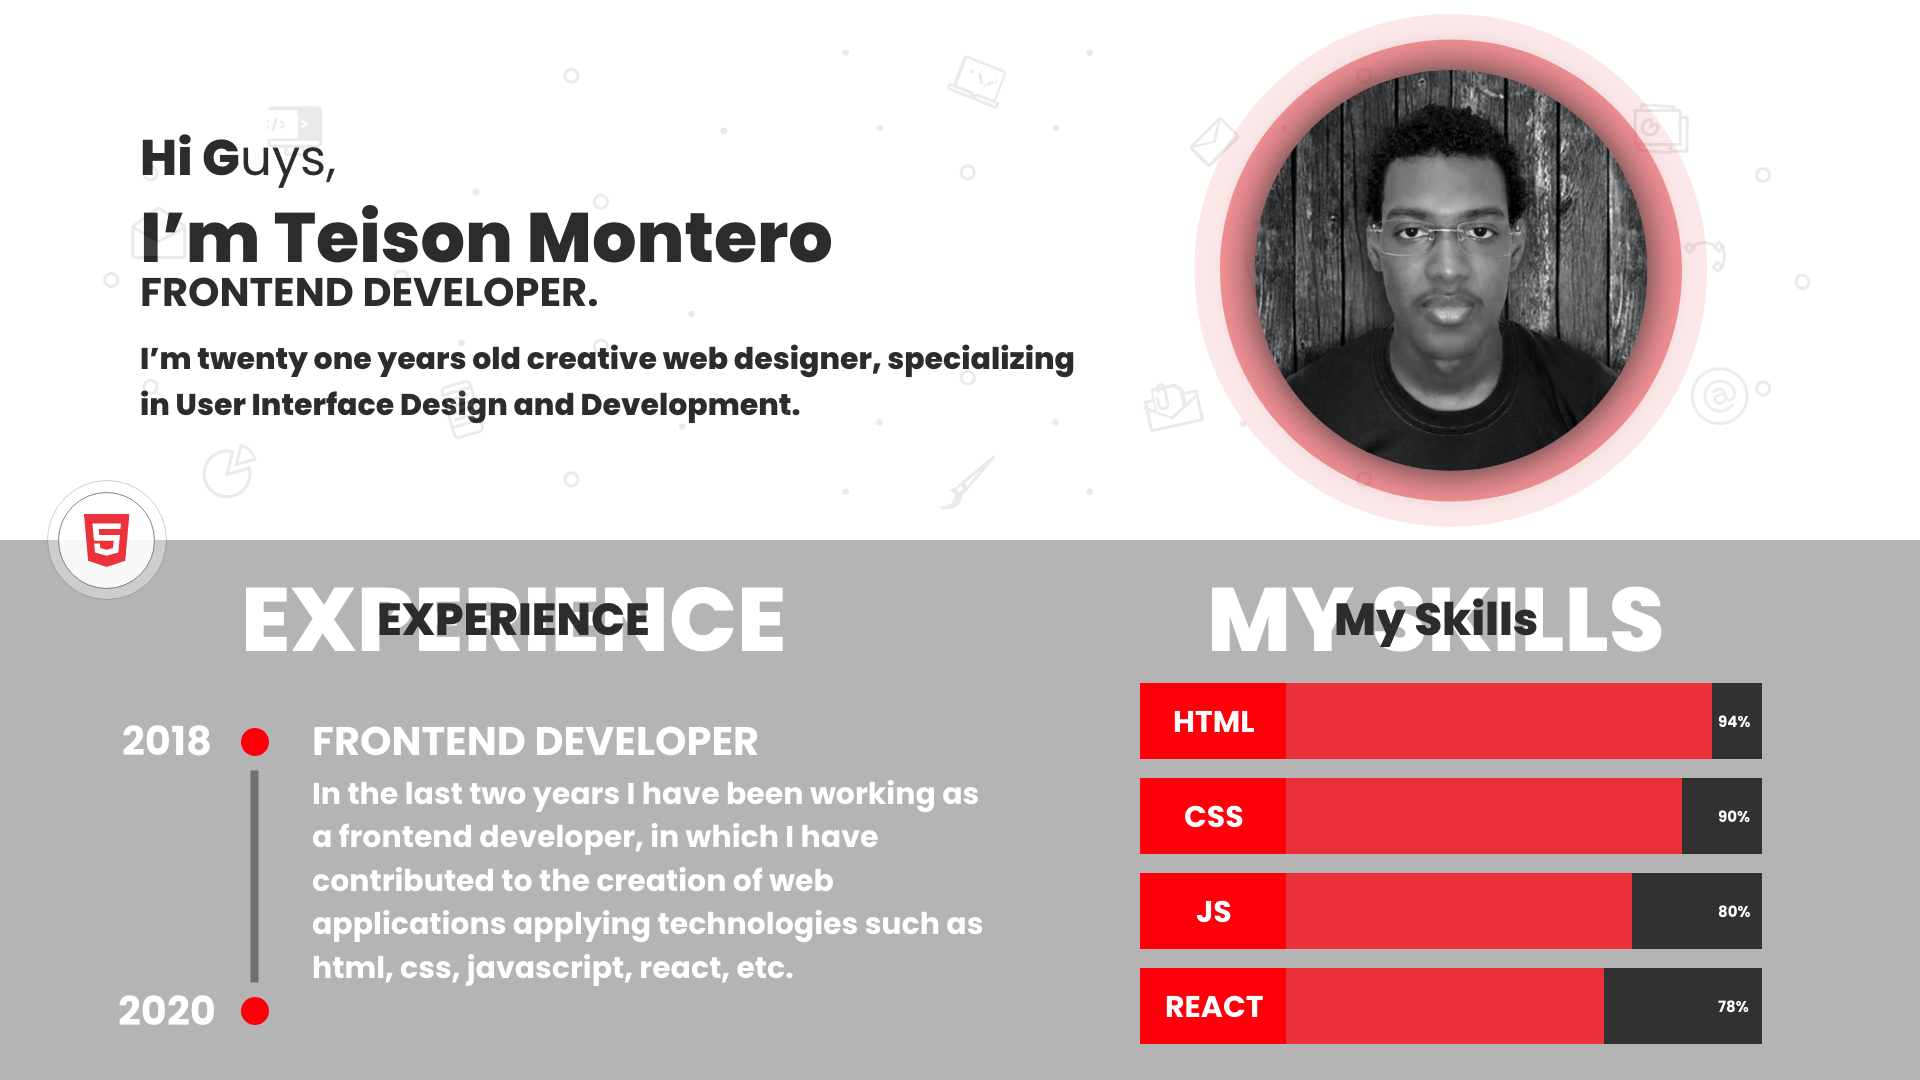 Hi Guys,
I’m Teison Montero
FRONTEND DEVELOPER.
I’m twenty one years old creative web designer, specializing
in User Interface Design and Development.
EXPERIENCE
EXPERIENCE
2018
FRONTEND DEVELOPER
In the last two years I have been working as
a frontend developer, in which I have
contributed to the creation of web
applications applying technologies such as
html, css, javascript, react, etc.
2020
MY SKILLS
My Skills
HTML 94%
CSS 90%
JS 80%
REACT 78%